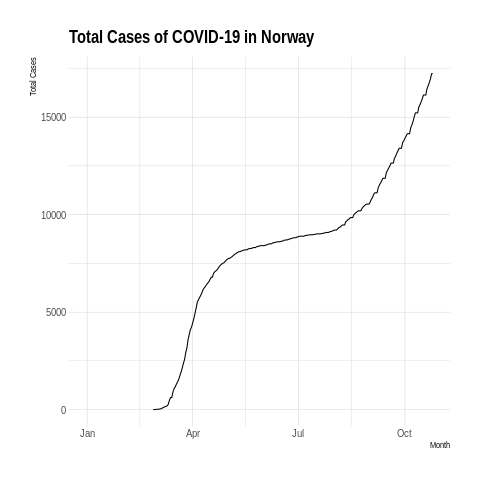 Total Cases of COVID-19 in Norway
Total Cases
15000
10000
5000
0
Jan Apr Jul Oct
Month